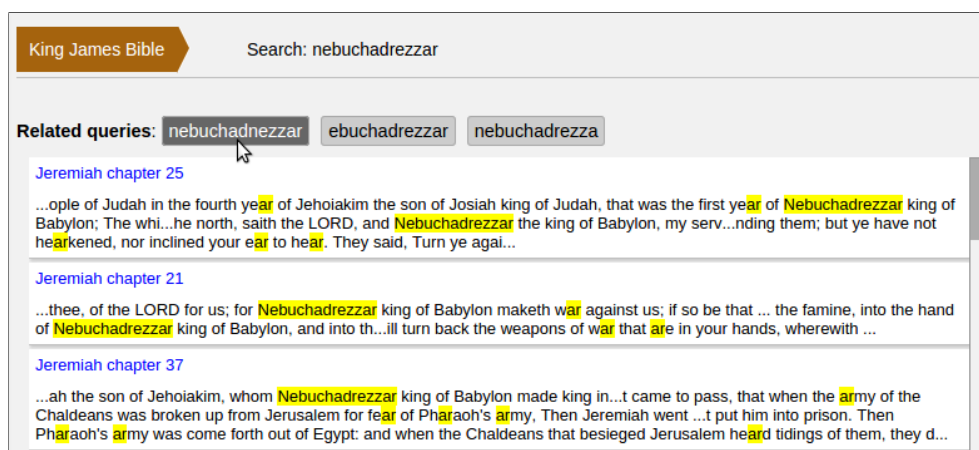 King James Bible Search: nebuchadrezzar
Related queries: nebuchadnezzar ebuchadrezzar nebuchadrezza
Jeremiah chapter 25
...ople of Judah in the fourth year of Jehoiakim the son of Josiah king of Judah, that was the first year of Nebuchadrezzar king of
Babylon; The whi...he north, saith the LORD, and Nebuchadrezzar the king of Babylon, my serv...nding them; but ye have not
hearkened, nor inclined your ear to hear. They said, Turn ye agai...
Jeremiah chapter 21
...thee, of the LORD for us; for Nebuchadrezzar king of Babylon maketh war against us; if so be that ... the famine, into the hand
of Nebuchadrezzar king of Babylon, and into th...ill turn back the weapons of war that are in your hands, wherewith ...
Jeremiah chapter 37
...ah the son of Jehoiakim, whom Nebuchadrezzar king of Babylon made king in...t came to pass, that when the army of the
Chaldeans was broken up from Jerusalem for fear of Pharaoh's army, Then Jeremiah went ...t put him into prison. Then
Pharaoh's army was come forth out of Egypt: and when the Chaldeans that besieged Jerusalem heard tidings of them, they d...